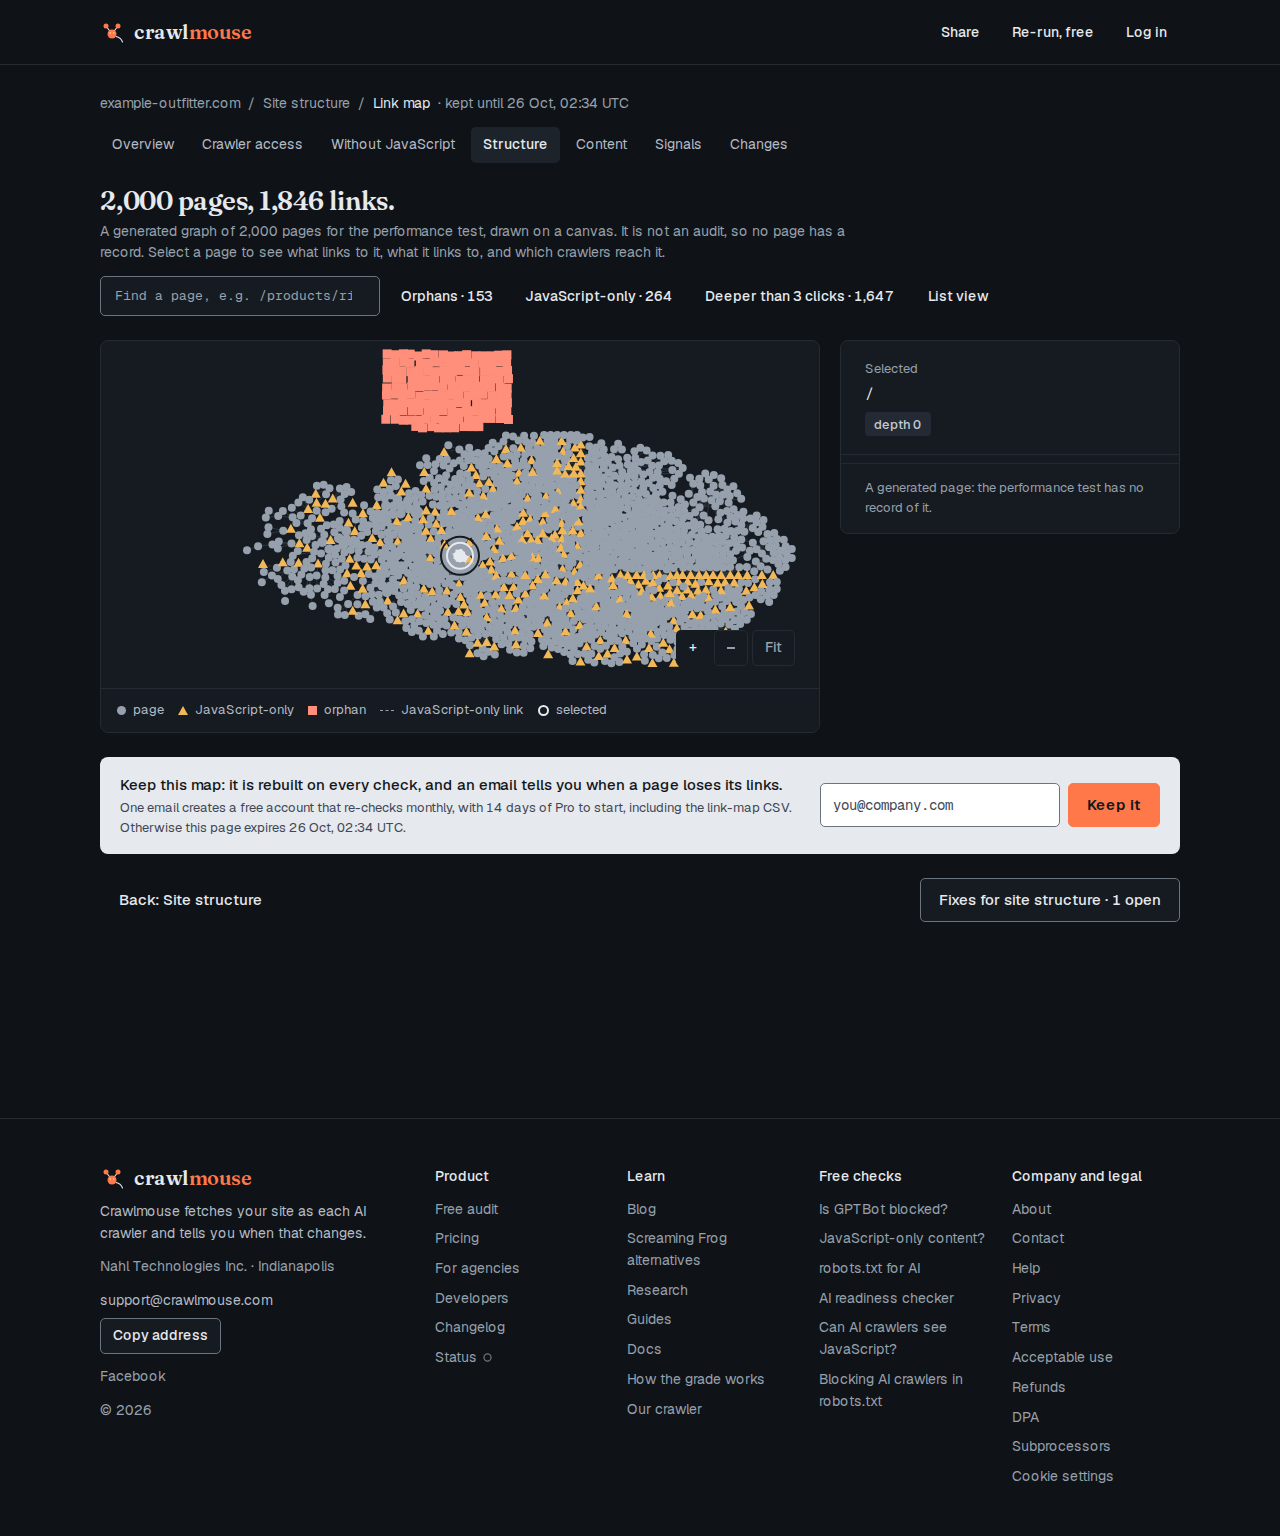 crawlmouse
Share
Re-run, free
Log in
example-outfitter.com / Site structure / Link map · kept until 26 Oct, 02:34 UTC
Overview
Crawler access
Without JavaScript
Structure
Content
Signals
Changes
2,000 pages, 1,846 links.
A generated graph of 2,000 pages for the performance test, drawn on a canvas. It is not an audit, so no page has a
record. Select a page to see what links to it, what it links to, and which crawlers reach it.
Find a page, e.g. /products/ri
Orphans · 153
JavaScript-only · 264
Deeper than 3 clicks · 1,647
List view
+
−
Fit
page
JavaScript-only
orphan
JavaScript-only link
selected
Selected
/
depth 0
A generated page: the performance test has no
record of it.
Keep this map: it is rebuilt on every check, and an email tells you when a page loses its links.
One email creates a free account that re-checks monthly, with 14 days of Pro to start, including the link-map CSV.
Otherwise this page expires 26 Oct, 02:34 UTC.
you@company.com
Keep it
Back: Site structure
Fixes for site structure · 1 open
crawlmouse
Crawlmouse fetches your site as each AI
crawler and tells you when that changes.
Nahl Technologies Inc. · Indianapolis
support@crawlmouse.com
Copy address
Facebook
© 2026
Product
Free audit
Pricing
For agencies
Developers
Changelog
Status
Learn
Blog
Screaming Frog
alternatives
Research
Guides
Docs
How the grade works
Our crawler
Free checks
Is GPTBot blocked?
JavaScript-only content?
robots.txt for AI
AI readiness checker
Can AI crawlers see
JavaScript?
Blocking AI crawlers in
robots.txt
Company and legal
About
Contact
Help
Privacy
Terms
Acceptable use
Refunds
DPA
Subprocessors
Cookie settings